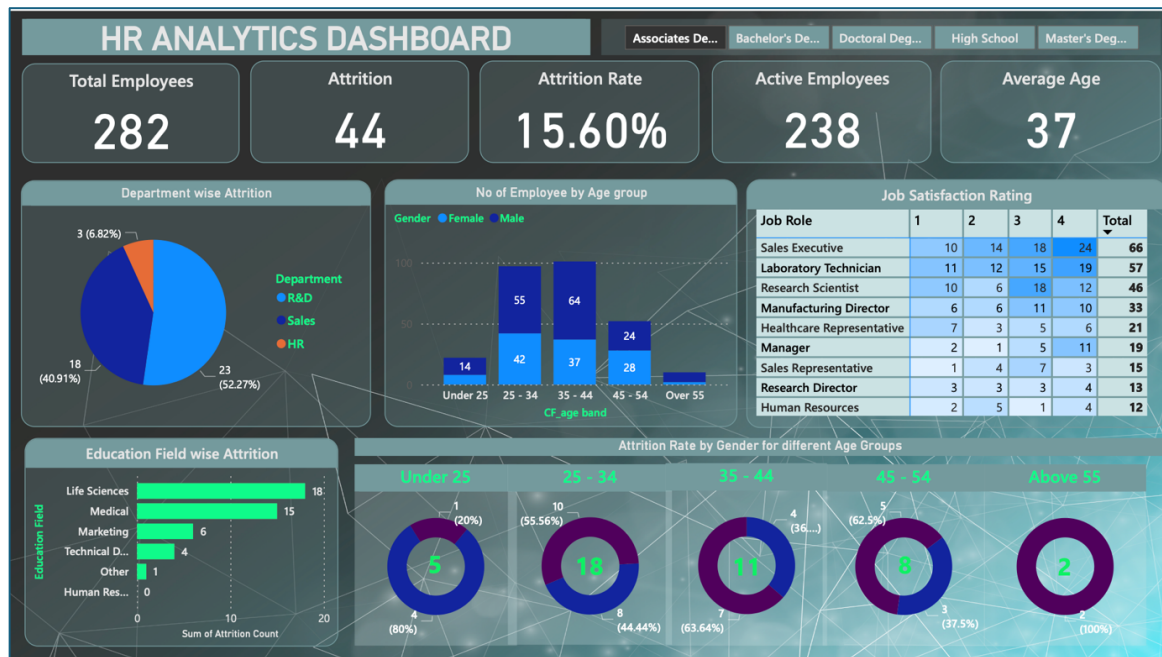 HR ANALYTICS DASHBOARD
Associates De... Bachelor's De... Doctoral Deg... High School Master's Deg...
Total Employees
282
Attrition
44
Attrition Rate
15.60%
Active Employees
238
Average Age
37
Department wise Attrition
3 (6.82%)
18
(40.91%)
23
(52.27%)
Department
R&D
Sales
HR
No of Employee by Age group
Gender Female Male
100
50
0
14
55
42
64
37
24
28
Under 25 25 - 34 35 - 44 45 - 54 Over 55
CF_age band
Job Satisfaction Rating
Job Role 1 2 3 4 Total
Sales Executive 10 14 18 24 66
Laboratory Technician 11 12 15 19 57
Research Scientist 10 6 18 12 46
Manufacturing Director 6 6 11 10 33
Healthcare Representative 7 3 5 6 21
Manager 2 1 5 11 19
Sales Representative 1 4 7 3 15
Research Director 3 3 3 4 13
Human Resources 2 5 1 4 12
Education Field wise Attrition
Education Field
Life Sciences 18
Medical 15
Marketing 6
Technical D... 4
Other 1
Human Res... 0
0 10 20
Sum of Attrition Count
Attrition Rate by Gender for different Age Groups
Under 25
1
(20%)
5
4
(80%)
25 - 34
10
(55.56%)
18
8
(44.44%)
35 - 44
4
(36....)
11
7
(63.64%)
45 - 54
5
(62.5%)
8
3
(37.5%)
Above 55
2
2
(100%)